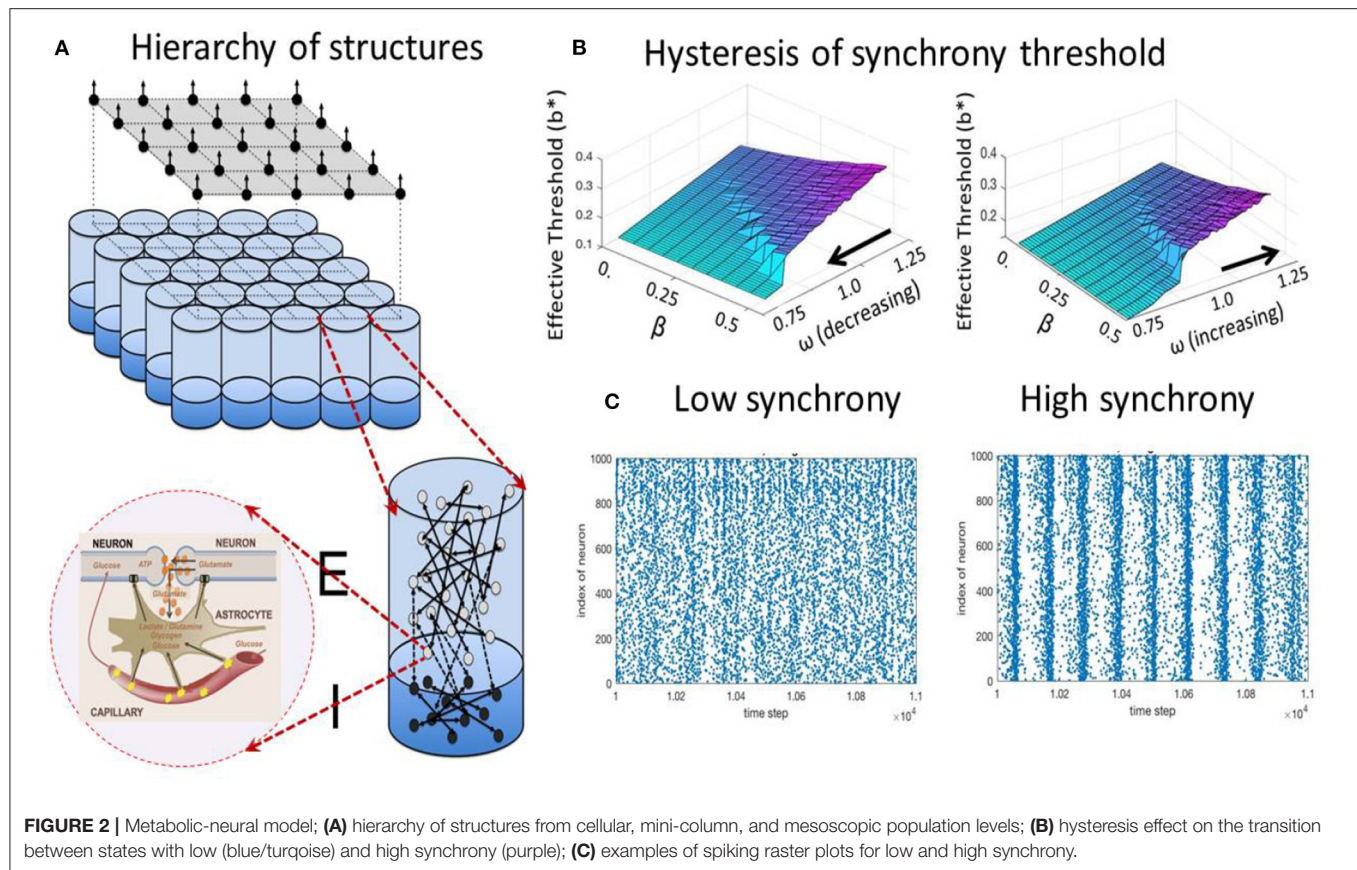 A
Hierarchy of structures
NEURON
NEURON
Glucose
ATP
Glutamate
Glutamate
ASTROCYTE
Lactate / Glutamine
Glycogen
Glucose
Glucose
CAPILLARY
E
I
B
Hysteresis of synchrony threshold
Effective Threshold (b*)
0.4
0.3
0.2
0.1
0.
0.25
0.5
β
0.75
1.0
1.25
ω (decreasing)
Effective Threshold (b*)
0.4
0.3
0.2
0.
0.25
0.5
β
0.75
1.0
1.25
ω (increasing)
C
Low synchrony
index of neuron
1000
800
600
400
200
0
1
1.02
1.04
1.06
1.08
1.1
×10⁴
time step
High synchrony
index of neuron
1000
800
600
400
200
0
1
1.02
1.04
1.06
1.08
1.1
×10⁴
time step
FIGURE 2 | Metabolic-neural model; (A) hierarchy of structures from cellular, mini-column, and mesoscopic population levels; (B) hysteresis effect on the transition
between states with low (blue/turqoise) and high synchrony (purple); (C) examples of spiking raster plots for low and high synchrony.